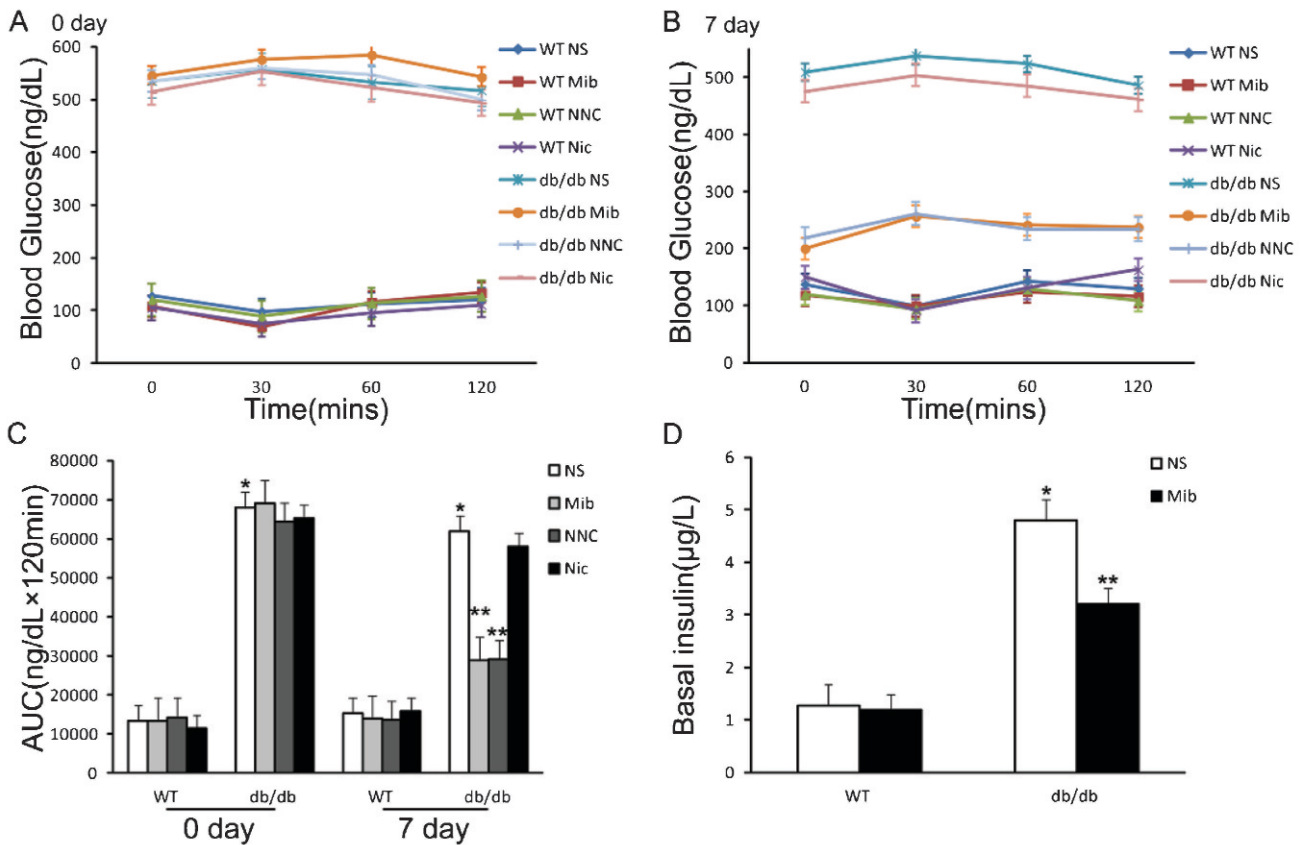 A 0 day
Blood Glucose(ng/dL)
600
500
400
300
200
100
0
0 30 60 120
Time(mins)
WT NS
WT Mib
WT NNC
WT Nic
db/db NS
db/db Mib
db/db NNC
db/db Nic
B 7 day
Blood Glucose(ng/dL)
500
400
300
200
100
0
0 30 60 120
Time(mins)
WT NS
WT Mib
WT NNC
WT Nic
db/db NS
db/db Mib
db/db NNC
db/db Nic
C
AUC(ng/dL×120min)
80000
70000
60000
50000
40000
30000
20000
10000
0
* * ** **
NS
Mib
NNC
Nic
WT db/db WT db/db
0 day 7 day
D
Basal insulin(μg/L)
6
5
4
3
2
1
0
* **
NS
Mib
WT db/db